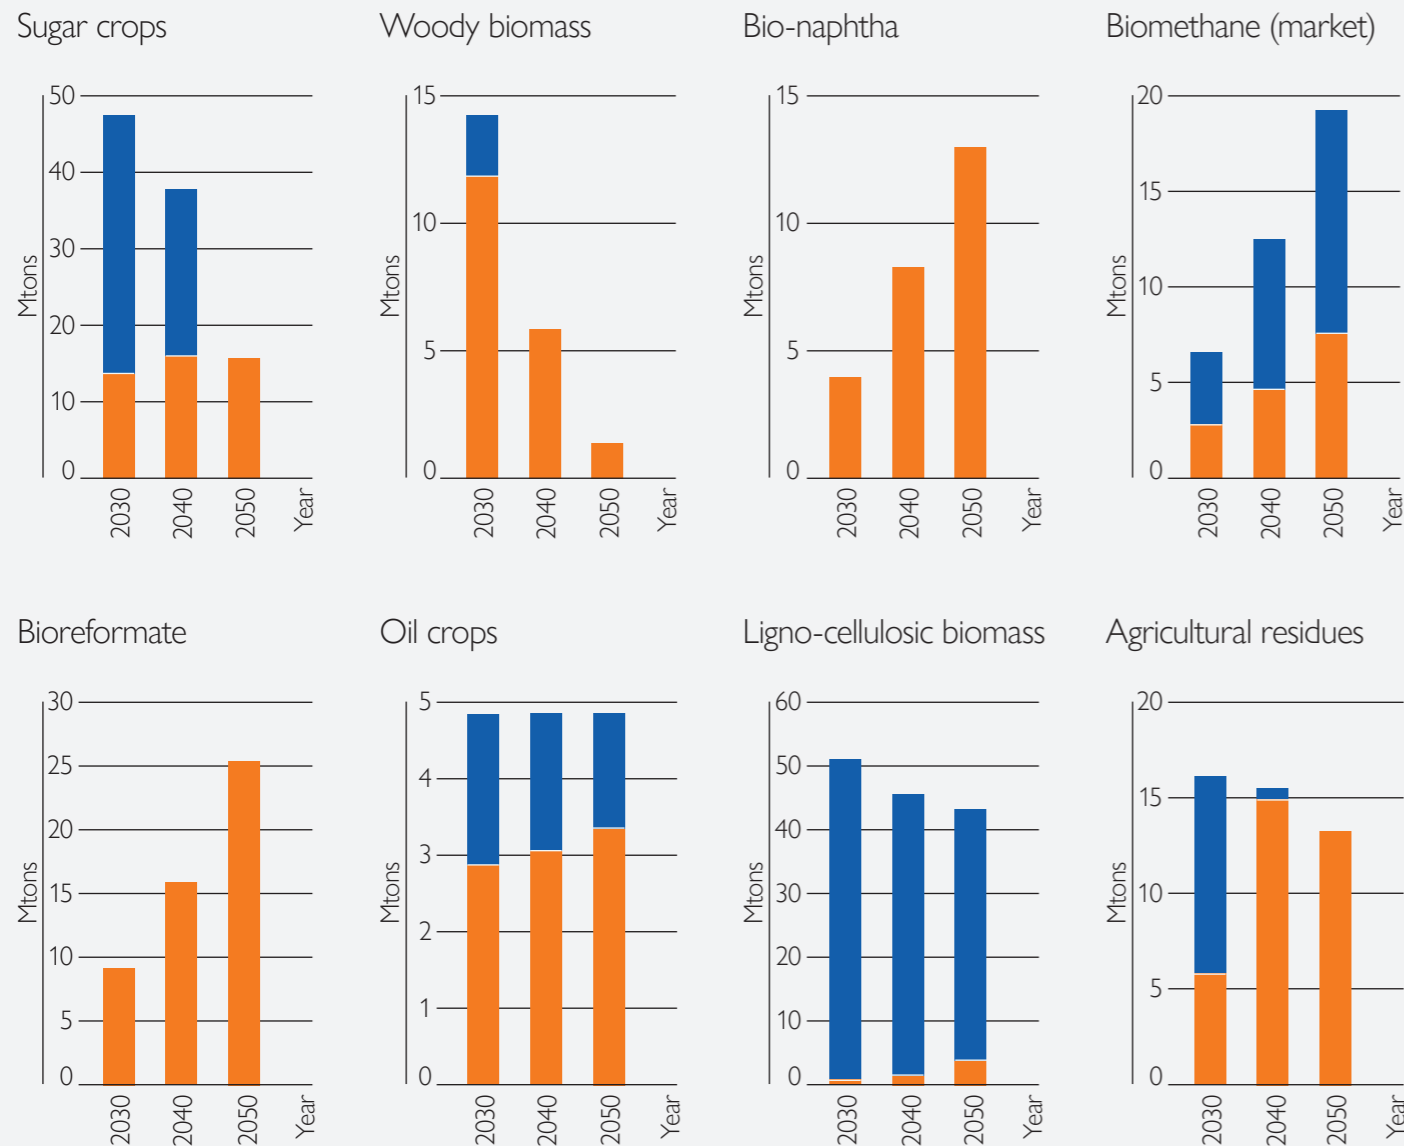 Sugar crops
Mtons
50
40
30
20
10
0
2030
2040
2050
Year
Woody biomass
Mtons
15
10
5
0
2030
2040
2050
Year
Bio-naphtha
Mtons
15
10
5
0
2030
2040
2050
Year
Biomethane (market)
Mtons
20
15
10
5
0
2030
2040
2050
Year
Bioreformate
Mtons
30
25
20
15
10
5
0
2030
2040
2050
Year
Oil crops
Mtons
5
4
3
2
1
0
2030
2040
2050
Year
Ligno-cellulosic biomass
Mtons
60
50
40
30
20
10
0
2030
2040
2050
Year
Agricultural residues
Mtons
20
15
10
5
0
2030
2040
2050
Year